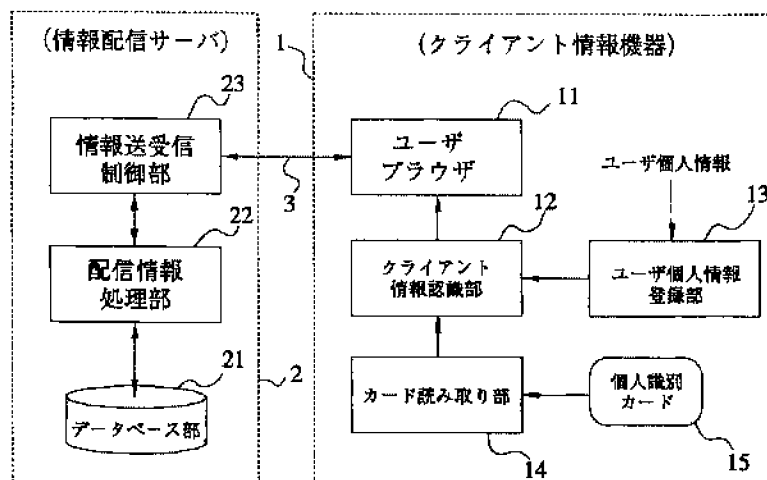 (情報配信サーバ)
23
情報送受信
制御部
22
配信情報
処理部
21
データベース部
2
3
1
(クライアント情報機器)
11
ユーザ
ブラウザ
12
クライアント
情報認識部
ユーザ個人情報
13
ユーザ個人情報
登録部
カード読み取り部
14
個人識別
カード
15